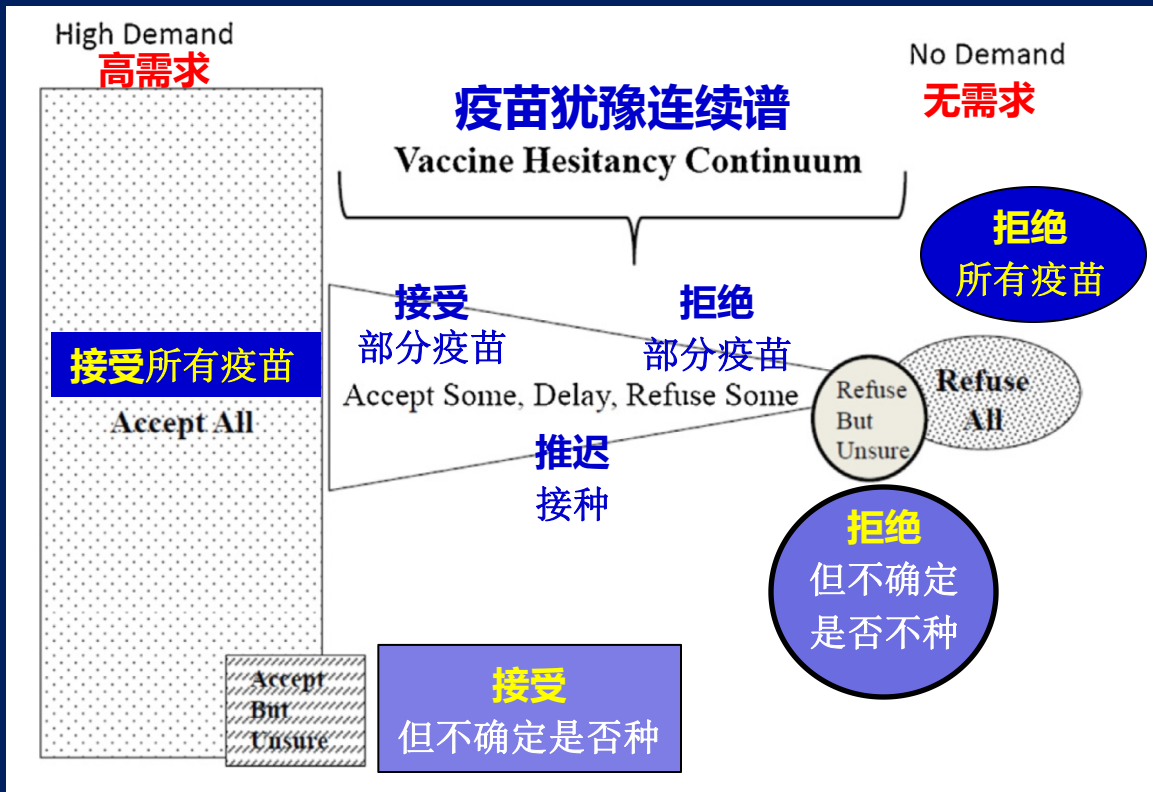 High Demand
高需求
No Demand
无需求
疫苗犹豫连续谱
Vaccine Hesitancy Continuum
拒绝
所有疫苗
接受
部分疫苗
拒绝
部分疫苗
接受所有疫苗
Accept All
Accept Some, Delay, Refuse Some
推迟
接种
Refuse
But
Unsure
Refuse
All
拒绝
但不确定
是否不种
Accept
But
Unsure
接受
但不确定是否种